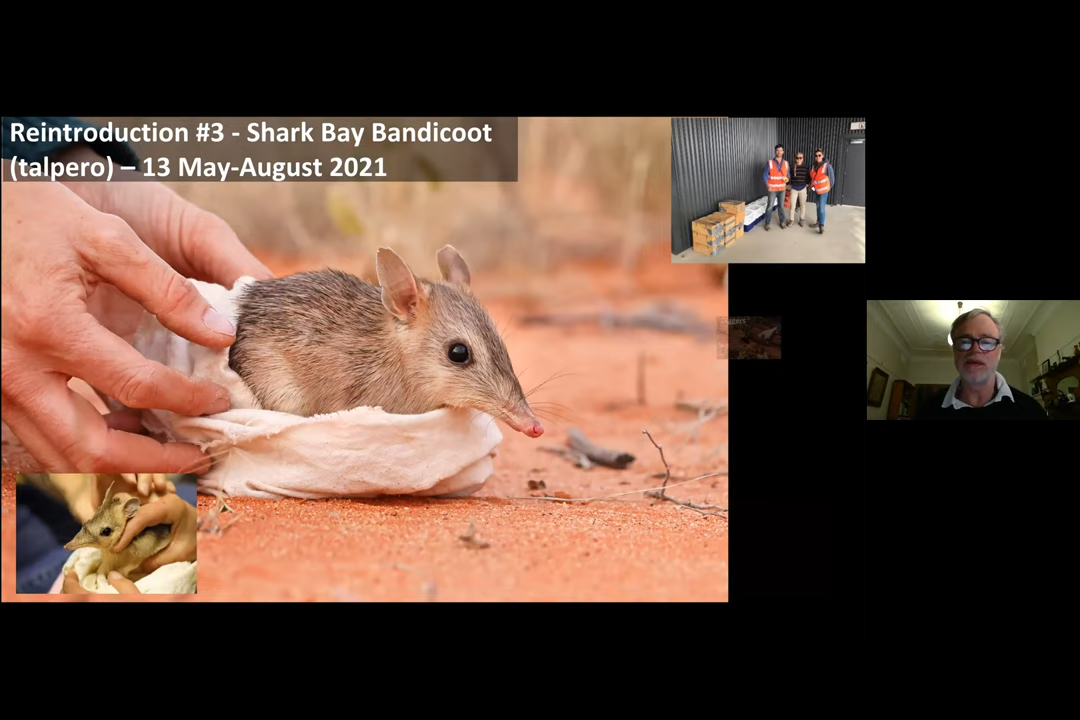 Reintroduction #3 - Shark Bay Bandicoot
(talpero) – 13 May-August 2021